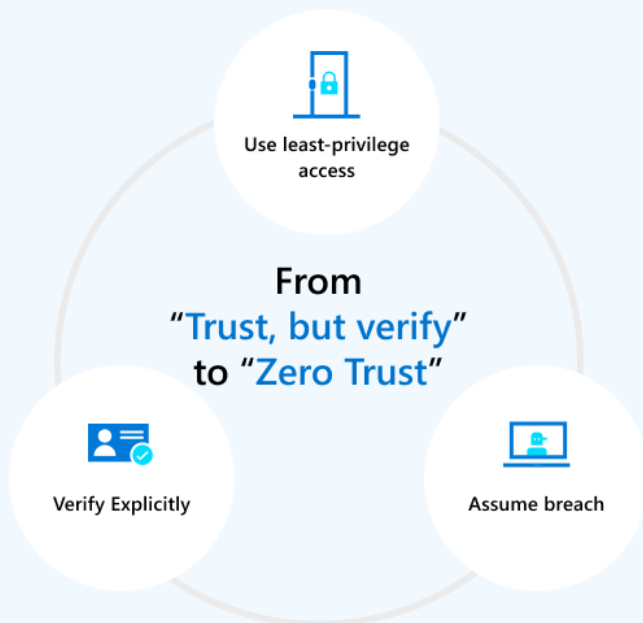 Use least-privilege
access
From
“Trust, but verify”
to “Zero Trust”
Verify Explicitly
Assume breach